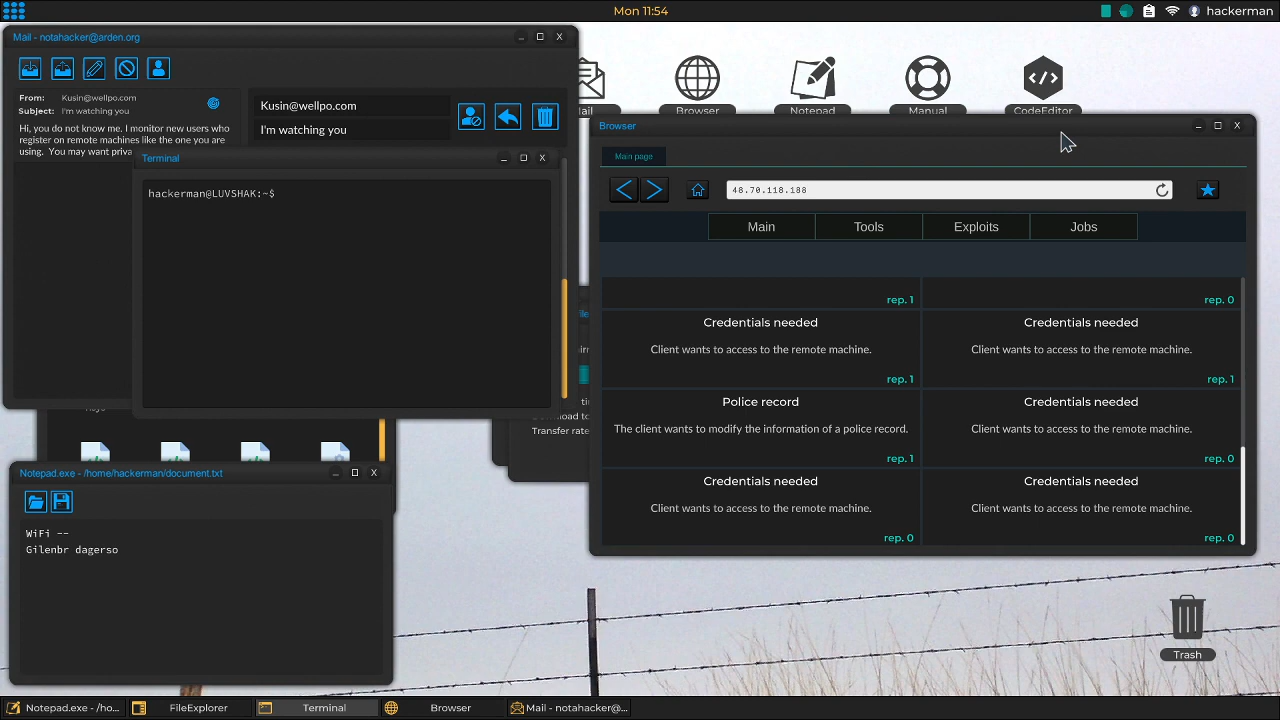 Mon 11:54
hackerman
Mail - notahacker@arden.org
From: Kusin@wellpo.com
Subject: I'm watching you
Hi, you do not know me. I monitor new users who
register on remote machines like the one you are
using. You may want priva
Kusin@wellpo.com
I'm watching you
Terminal
hackerman@LUVSHAK:~$
Mail
Browser
Notepad
Manual
CodeEditor
Browser
Main page
48.70.118.188
Main
Tools
Exploits
Jobs
rep. 1
rep. 0
Credentials needed
Client wants to access to the remote machine.
rep. 1
Credentials needed
Client wants to access to the remote machine.
rep. 1
Police record
The client wants to modify the information of a police record.
rep. 1
Credentials needed
Client wants to access to the remote machine.
rep. 0
Credentials needed
Client wants to access to the remote machine.
rep. 0
Credentials needed
Client wants to access to the remote machine.
rep. 0
Transfer rate
Notepad.exe - /home/hackerman/document.txt
WiFi --
Gilenbr dagerso
Trash
Notepad.exe - /ho...
FileExplorer
Terminal
Browser
Mail - notahacker@...